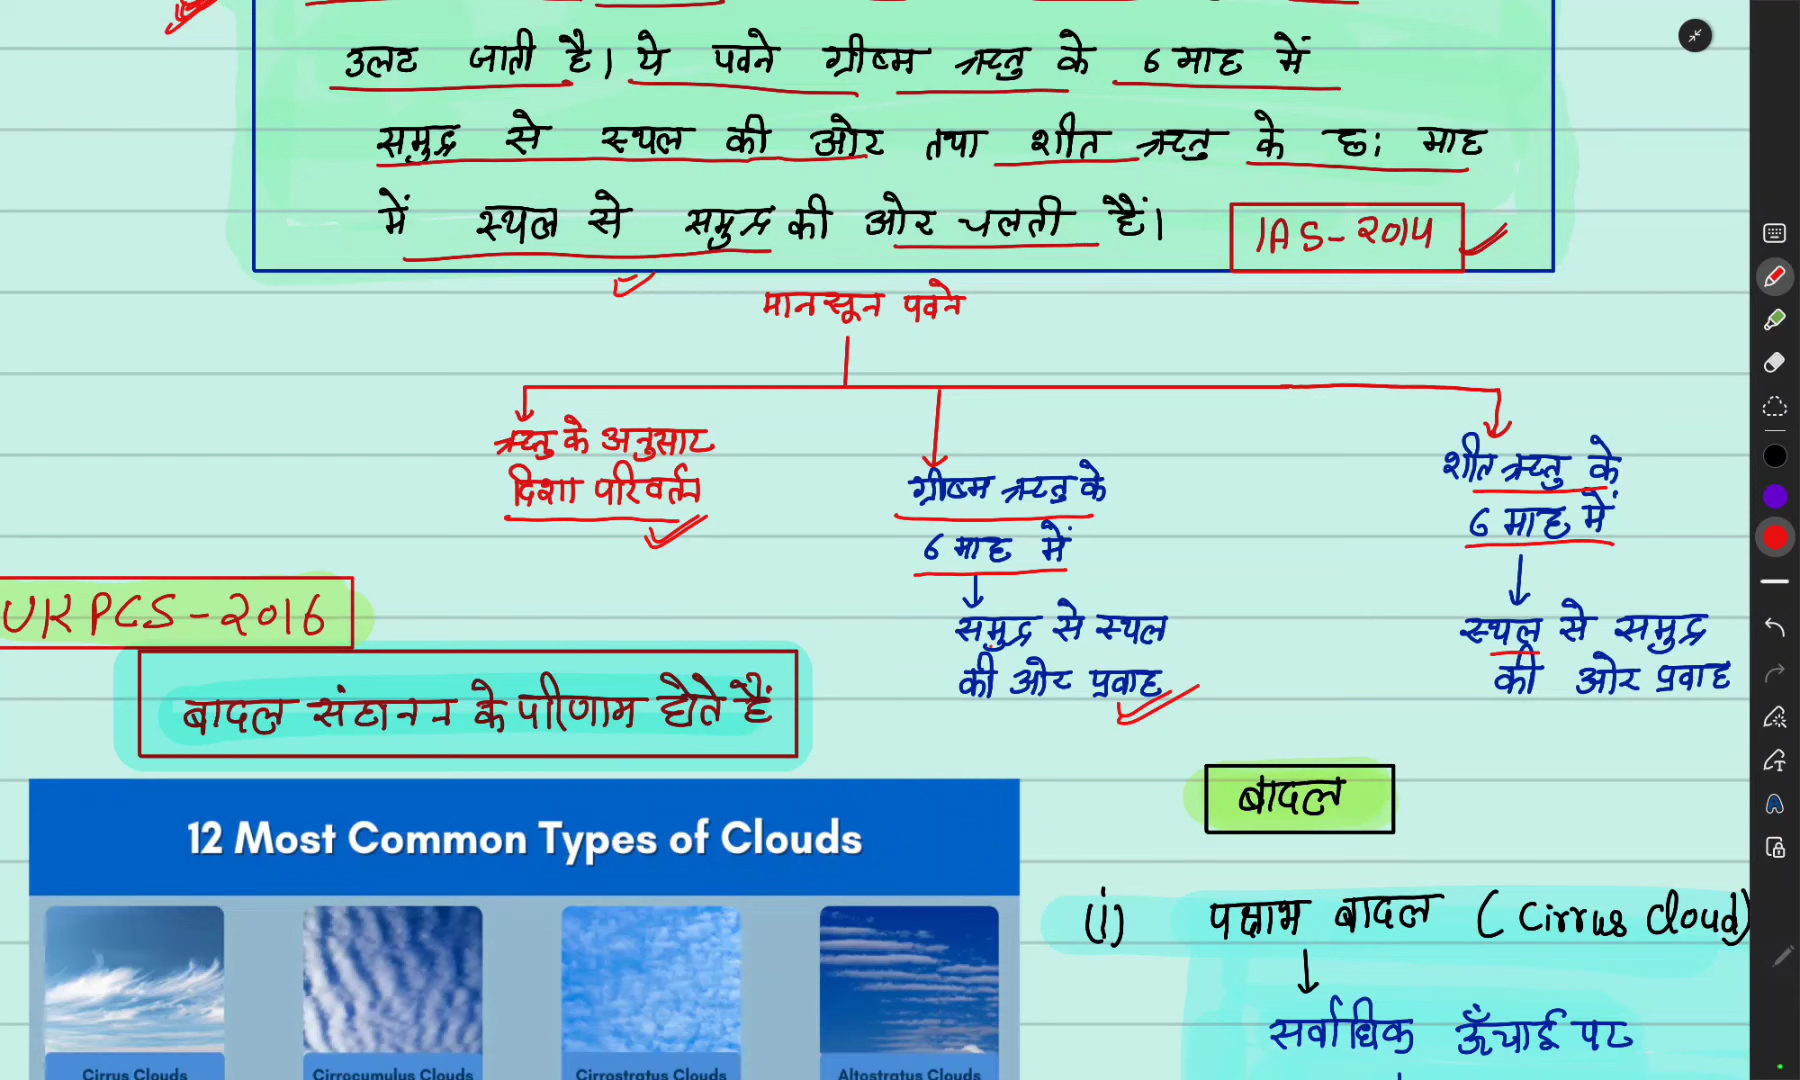 उलट जाती है। ये पवने ग्रीष्म ऋतु के 6 माह में
समुद्र से स्थल की ओर तथा शीत ऋतु के छः माह
में स्थल से समुद्र की ओर चलती हैं।
IAS-2014
मानसून पवने
ऋतु के अनुसार
दिशा परिवर्तन
ग्रीष्म ऋतु के
6 माह में
समुद्र से स्थल
की ओर प्रवाह
शीत ऋतु के
6 माह में
स्थल से समुद्र
की ओर प्रवाह
UKPCS-2016
बादल संघनन के परिणाम होते हैं
12 Most Common Types of Clouds
Cirrus Clouds
Cirrocumulus Clouds
Cirrostratus Clouds
Altostratus Clouds
बादल
(i) पक्षाभ बादल (Cirrus Cloud)
सर्वाधिक ऊँचाई पर